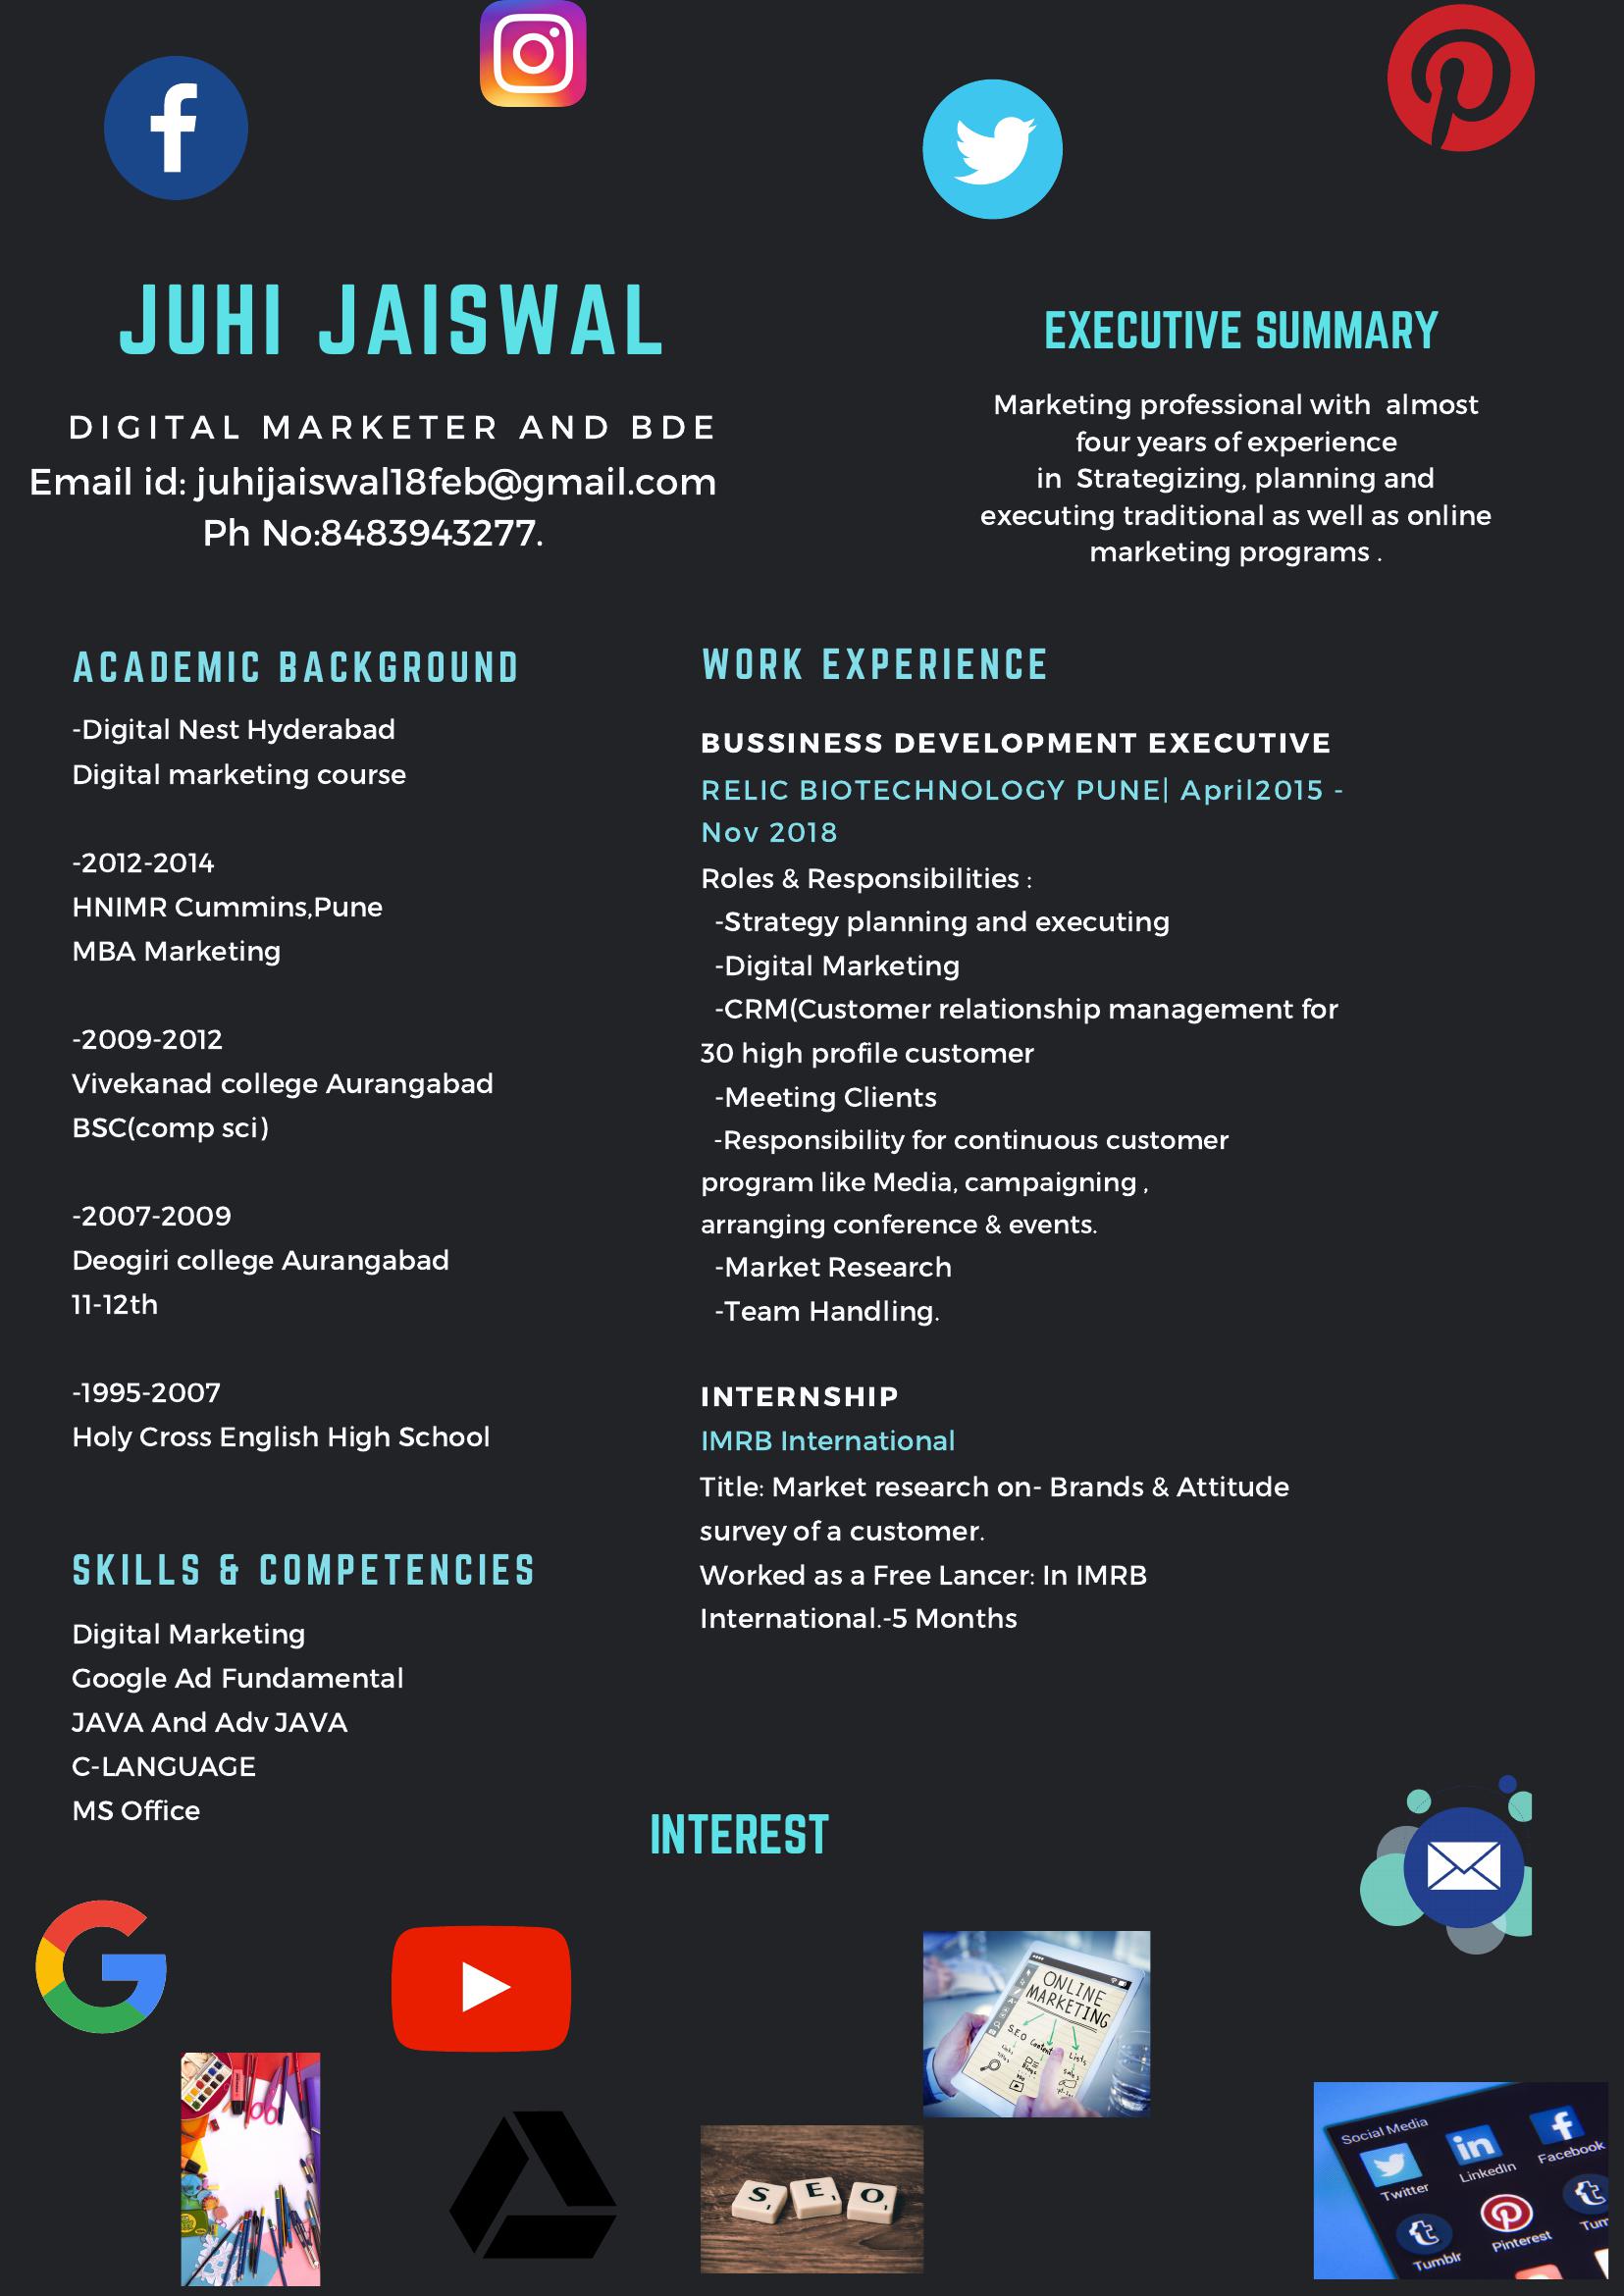 JUHI JAISWAL
DIGITAL MARKETER AND BDE
Email id: juhijaiswal18feb@gmail.com
Ph No:8483943277.
EXECUTIVE SUMMARY
Marketing professional with almost
four years of experience
in Strategizing, planning and
executing traditional as well as online
marketing programs .
ACADEMIC BACKGROUND
-Digital Nest Hyderabad
Digital marketing course
-2012-2014
HNIMR Cummins,Pune
MBA Marketing
-2009-2012
Vivekanad college Aurangabad
BSC(comp sci)
-2007-2009
Deogiri college Aurangabad
11-12th
-1995-2007
Holy Cross English High School
SKILLS & COMPETENCIES
Digital Marketing
Google Ad Fundamental
JAVA And Adv JAVA
C-LANGUAGE
MS Office
WORK EXPERIENCE
BUSSINESS DEVELOPMENT EXECUTIVE
RELIC BIOTECHNOLOGY PUNE| April2015 -
Nov 2018
Roles & Responsibilities :
-Strategy planning and executing
-Digital Marketing
-CRM(Customer relationship management for
30 high profile customer
-Meeting Clients
-Responsibility for continuous customer
program like Media, campaigning ,
arranging conference & events.
-Market Research
-Team Handling.
INTERNSHIP
IMRB International
Title: Market research on- Brands & Attitude
survey of a customer.
Worked as a Free Lancer: In IMRB
International.-5 Months
INTEREST
ONLINE
MARKETING
S.E.O
Content
Lists
SEO
Social Media
Twitter
LinkedIn
Facebook
Tumblr
Pinterest